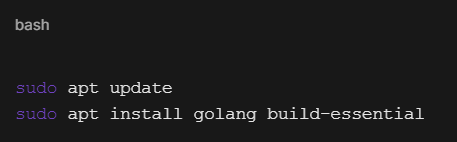 bash
sudo apt update
sudo apt install golang build-essential